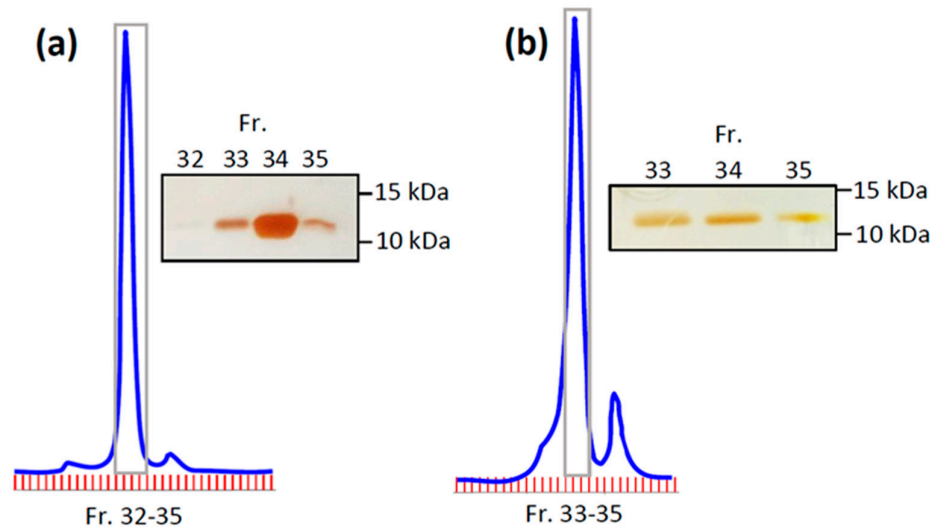 (a)
Fr.
32 33 34 35
15 kDa
10 kDa
Fr. 32-35
(b)
Fr.
33 34 35
15 kDa
10 kDa
Fr. 33-35